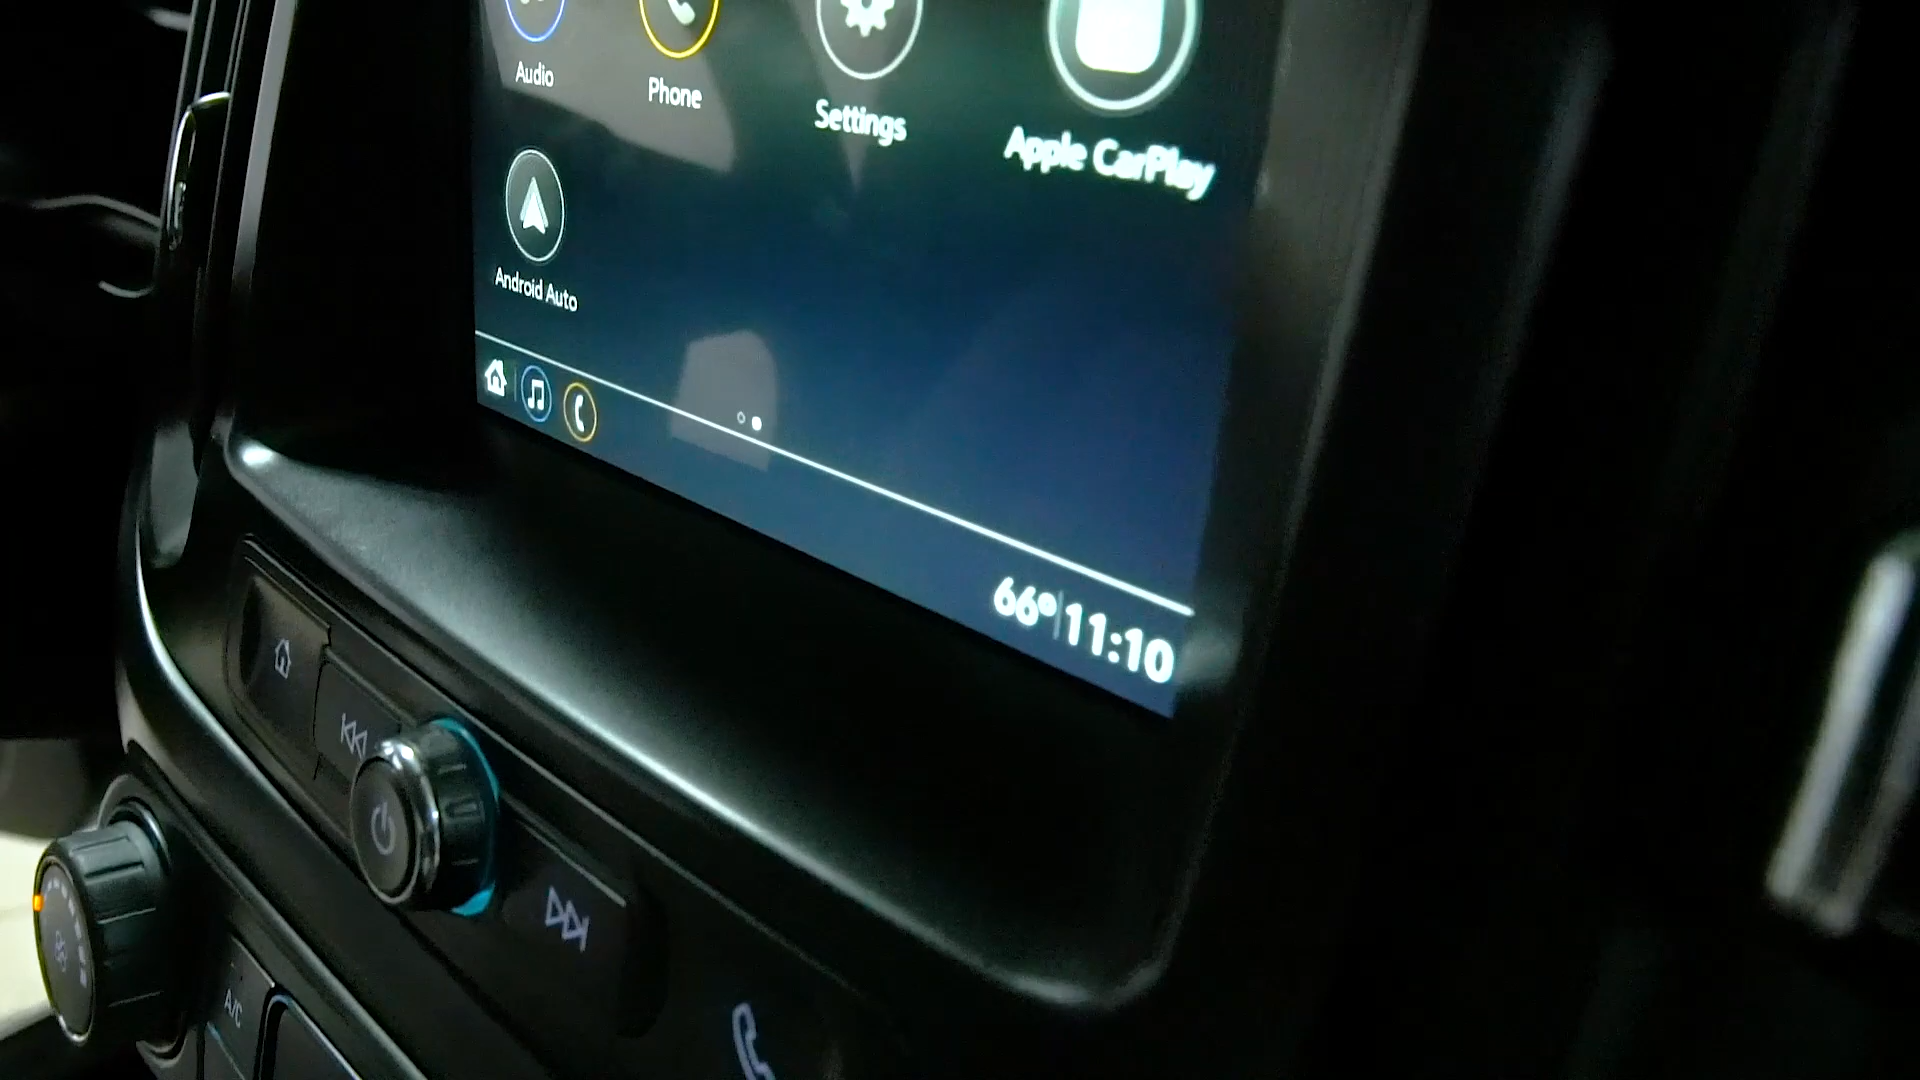 Audio
Phone
Settings
Apple CarPlay
Android Auto
66° 11:10
A/C